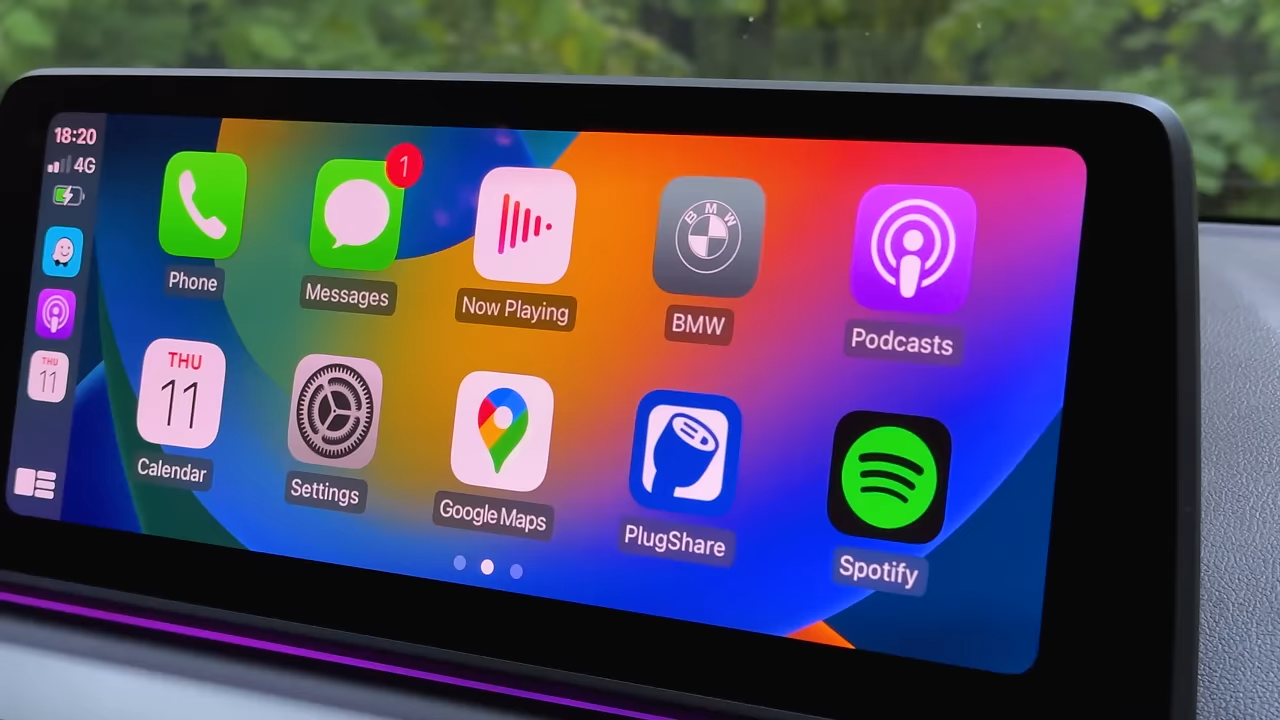 18:20
4G
THU
11
1
BMW
Phone
Messages
Now Playing
BMW
Podcasts
THU
11
Calendar
Settings
Google Maps
PlugShare
Spotify